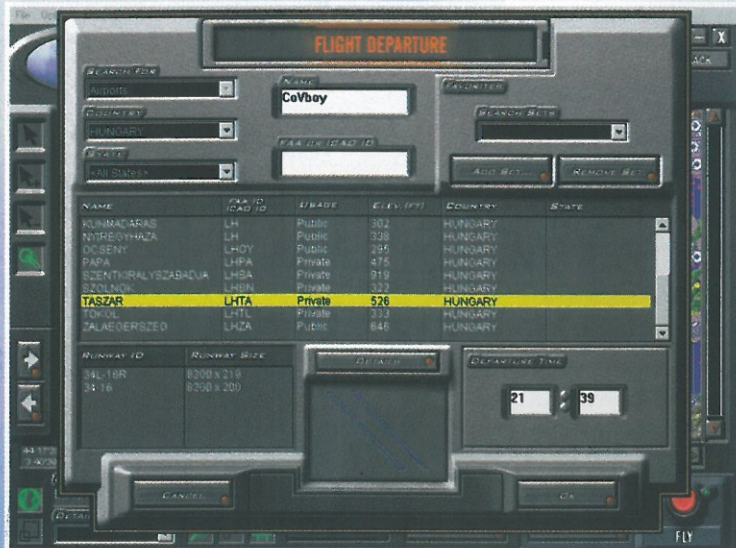 File
FLIGHT DEPARTURE
SEARCH FOR
Airports
COUNTRY
HUNGARY
STATE
<All States>
NAME
CoVboy
FAA OR ICAO ID
FAVORITES
SEARCH SETS
ADD SET...
REMOVE SET
NAME FAA ID ICAO ID USAGE ELEV. (FT) COUNTRY STATE
KUNMADARAS LH Public 302 HUNGARY
NYIREGYHAZA LH Public 338 HUNGARY
OCSENY LHOY Public 295 HUNGARY
PAPA LHPA Private 475 HUNGARY
SZENTKIRALYSZABADJA LHSA Private 919 HUNGARY
SZOLNOK LHSN Private 322 HUNGARY
TASZAR LHTA Private 526 HUNGARY
TOKOL LHTL Private 333 HUNGARY
ZALAEGERSZEG LHZA Public 646 HUNGARY
RUNWAY ID RUNWAY SIZE
34L-16R 8200 x 219
34-16 8200 x 200
DETAILS
DEPARTURE TIME
21 : 39
CANCEL
OK
FLY